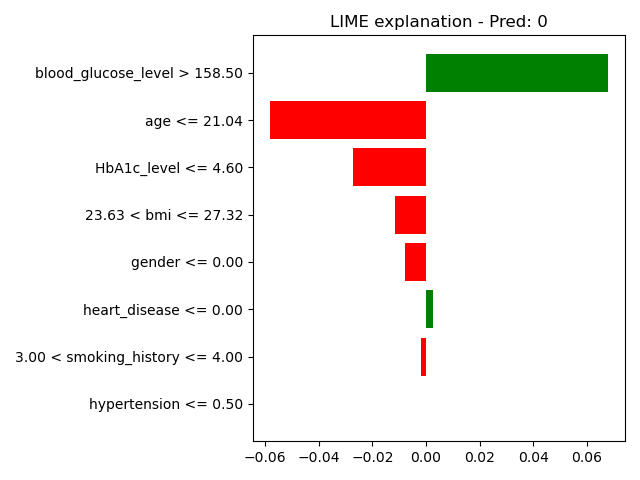 LIME explanation - Pred: 0
blood_glucose_level > 158.50
age <= 21.04
HbA1c_level <= 4.60
23.63 < bmi <= 27.32
gender <= 0.00
heart_disease <= 0.00
3.00 < smoking_history <= 4.00
hypertension <= 0.50
−0.06 −0.04 −0.02 0.00 0.02 0.04 0.06